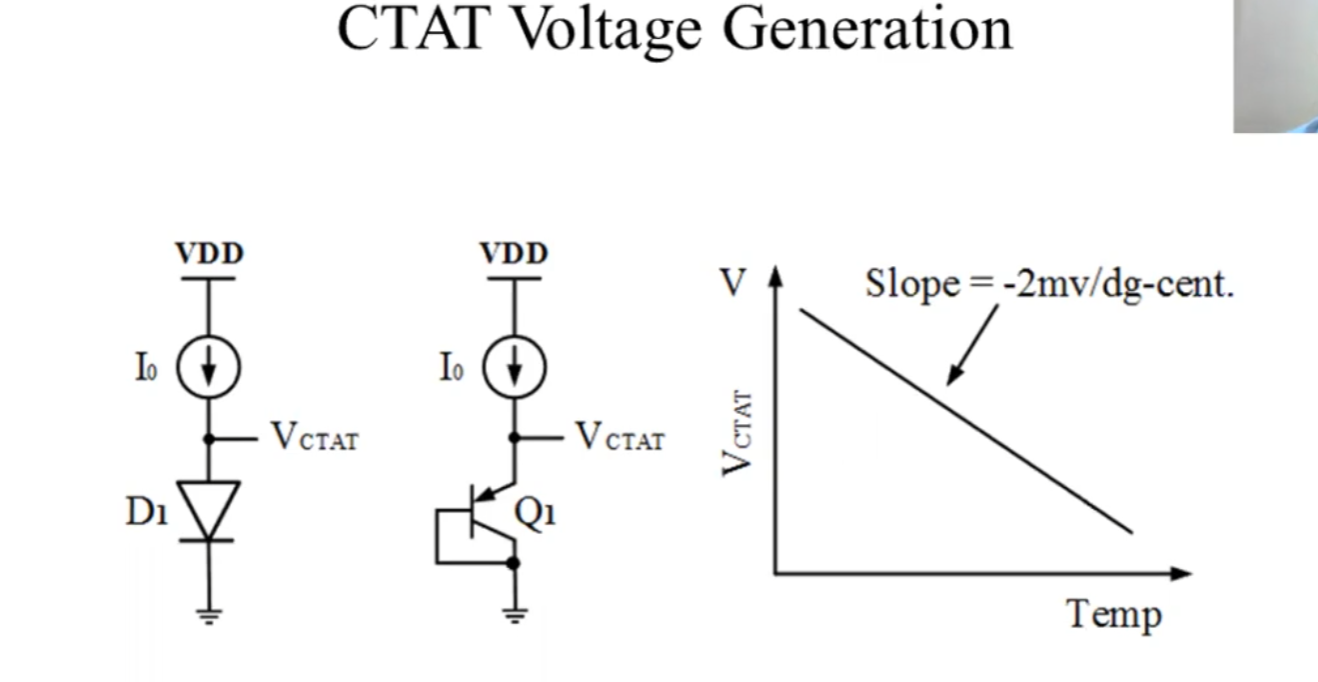 CTAT Voltage Generation
VDD
VDD
I0
I0
VCTAT
VCTAT
D1
Q1
V
Slope = -2mv/dg-cent.
VCTAT
Temp